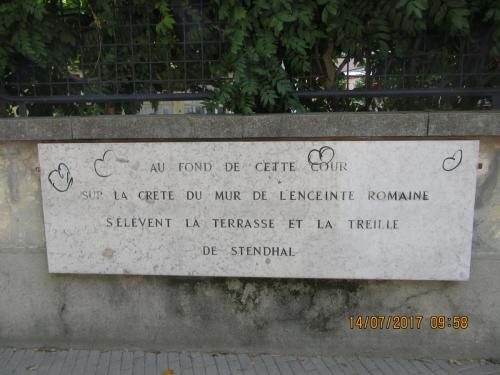 AU FOND DE CETTE COUR
SUR LA CRETE DU MUR DE L'ENCEINTE ROMAINE
S'ÉLÈVENT LA TERRASSE ET LA TREILLE
DE STENDHAL
14/07/2017 09:58